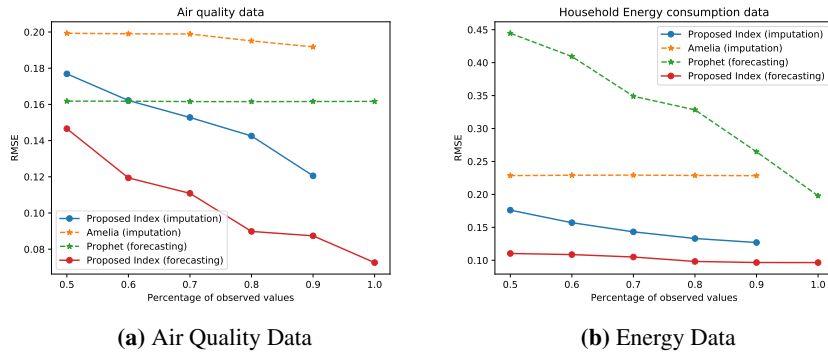 Air quality data
0.20
0.18
0.16
0.14
0.12
0.10
0.08
RMSE
Proposed Index (imputation)
Amelia (imputation)
Prophet (forecasting)
Proposed Index (forecasting)
0.5 0.6 0.7 0.8 0.9 1.0
Percentage of observed values
(a) Air Quality Data
Household Energy consumption data
0.45
0.40
0.35
0.30
0.25
0.20
0.15
0.10
RMSE
Proposed Index (imputation)
Amelia (imputation)
Prophet (forecasting)
Proposed Index (forecasting)
0.5 0.6 0.7 0.8 0.9 1.0
Percentage of observed values
(b) Energy Data